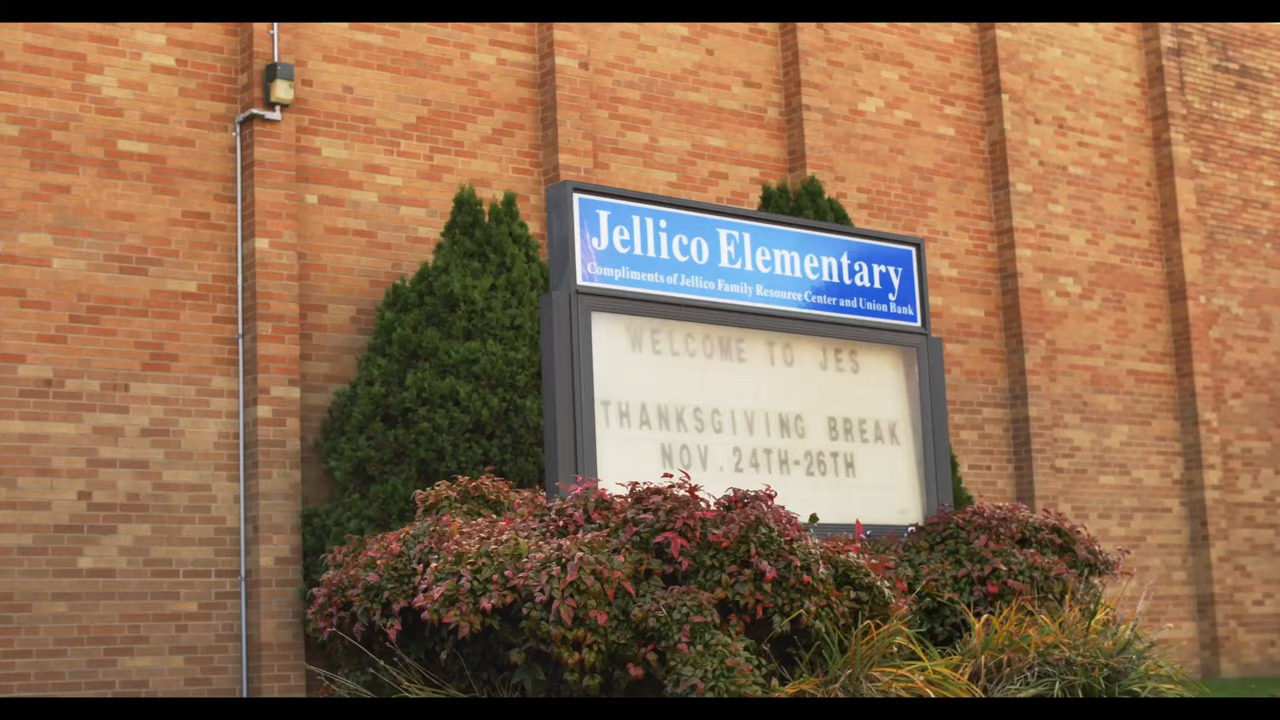 Jellico Elementary
Compliments of Jellico Family Resource Center and Union Bank
WELCOME TO JES
THANKSGIVING BREAK
NOV. 24TH-26TH